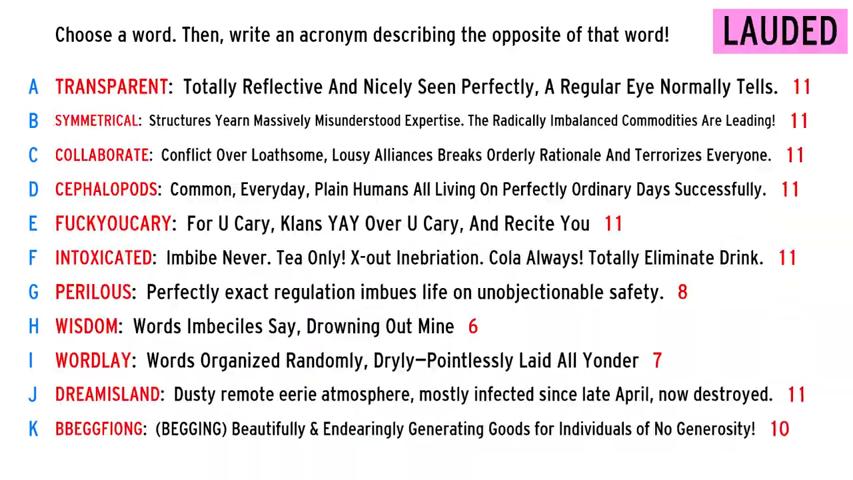 Choose a word. Then, write an acronym describing the opposite of that word!
LAUDED
A TRANSPARENT: Totally Reflective And Nicely Seen Perfectly, A Regular Eye Normally Tells. 11
B SYMMETRICAL: Structures Yearn Massively Misunderstood Expertise. The Radically Imbalanced Commodities Are Leading! 11
C COLLABORATE: Conflict Over Loathsome, Lousy Alliances Breaks Orderly Rationale And Terrorizes Everyone. 11
D CEPHALOPODS: Common, Everyday, Plain Humans All Living On Perfectly Ordinary Days Successfully. 11
E FUCKYOUCARY: For U Cary, Klans YAY Over U Cary, And Recite You 11
F INTOXICATED: Imbibe Never. Tea Only! X-out Inebriation. Cola Always! Totally Eliminate Drink. 11
G PERILOUS: Perfectly exact regulation imbues life on unobjectionable safety. 8
H WISDOM: Words Imbeciles Say, Drowning Out Mine 6
I WORDLAY: Words Organized Randomly, Dryly—Pointlessly Laid All Yonder 7
J DREAMISLAND: Dusty remote eerie atmosphere, mostly infected since late April, now destroyed. 11
K BBEGGFIONG: (BEGGING) Beautifully & Endearingly Generating Goods for Individuals of No Generosity! 10